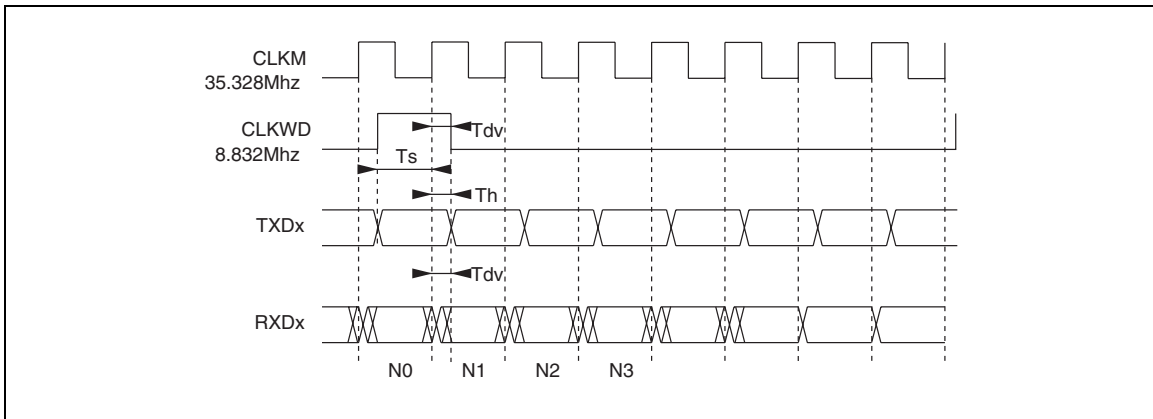 CLKM
35.328Mhz
CLKWD
8.832Mhz
Tdv
Ts
Th
TXDx
Tdv
RXDx
N0 N1 N2 N3